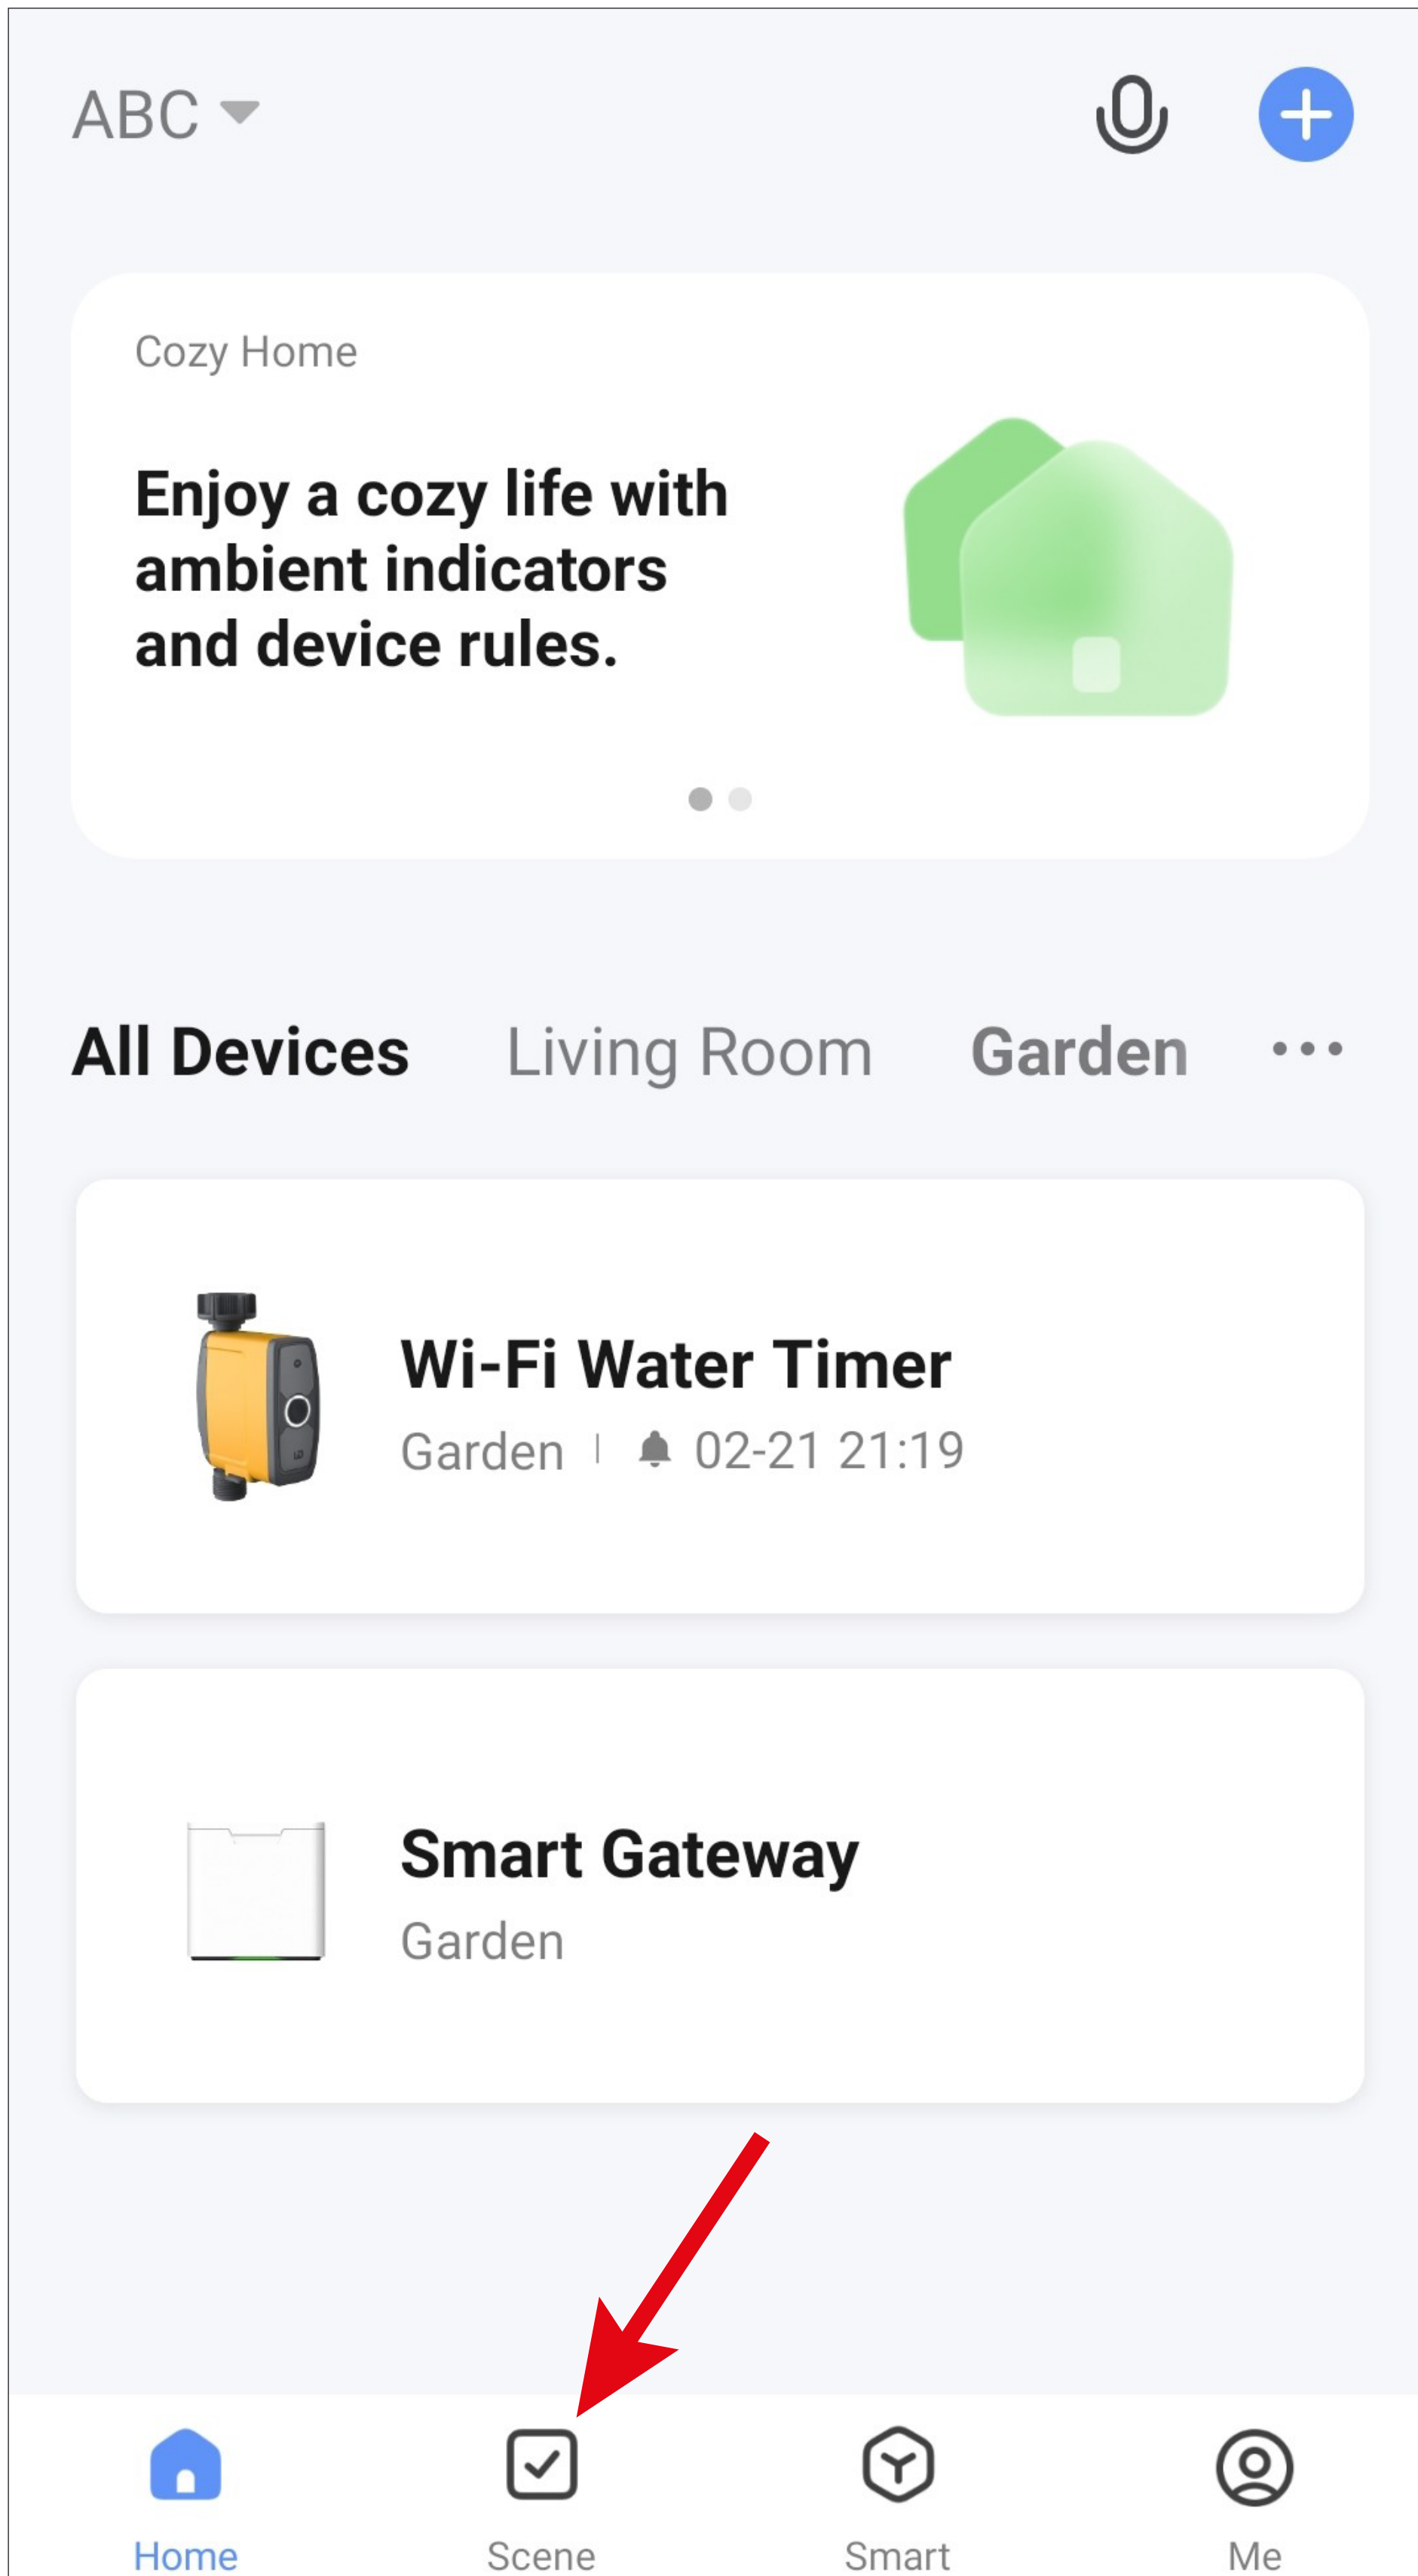 ABC
Cozy Home
Enjoy a cozy life with
ambient indicators
and device rules.
All Devices Living Room Garden
Wi-Fi Water Timer
Garden | 02-21 21:19
Smart Gateway
Garden
Home Scene Smart Me